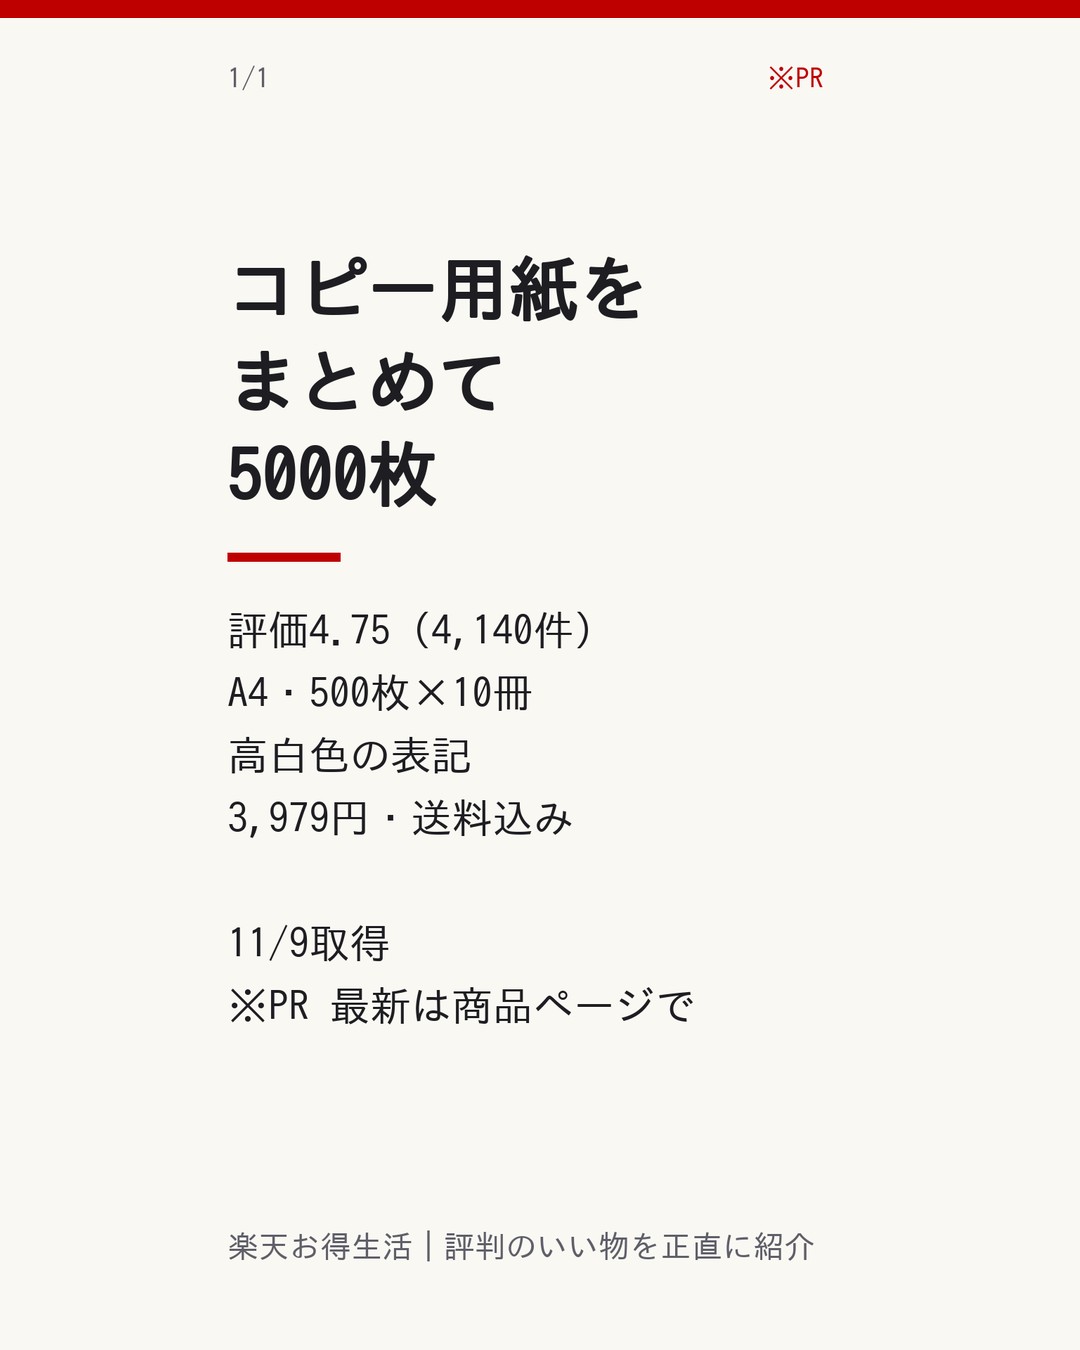 1/1
※PR
コピー用紙を
まとめて
5000枚
評価4.75（4,140件）
A4・500枚×10冊
高白色の表記
3,979円・送料込み
11/9取得
※PR 最新は商品ページで
楽天お得生活｜評判のいい物を正直に紹介